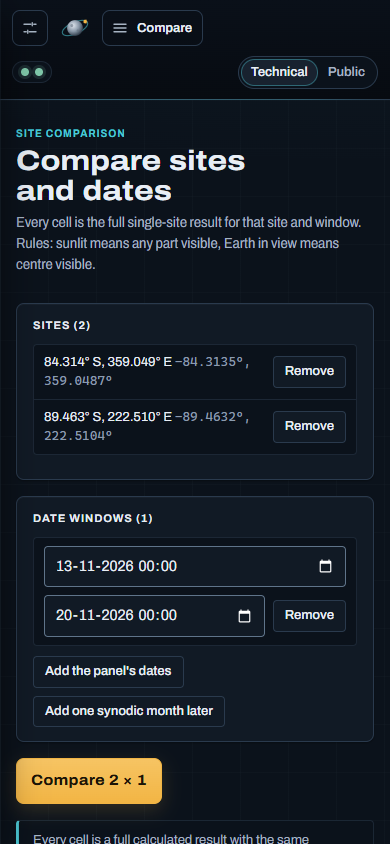 Compare
Technical
Public
SITE COMPARISON
Compare sites
and dates
Every cell is the full single-site result for that site and window.
Rules: sunlit means any part visible, Earth in view means
centre visible.
SITES (2)
84.314° S, 359.049° E −84.3135°,
359.0487°
Remove
89.463° S, 222.510° E −89.4632°,
222.5104°
Remove
DATE WINDOWS (1)
13-11-2026 00:00
20-11-2026 00:00
Remove
Add the panel's dates
Add one synodic month later
Compare 2 × 1
Every cell is a full calculated result with the same